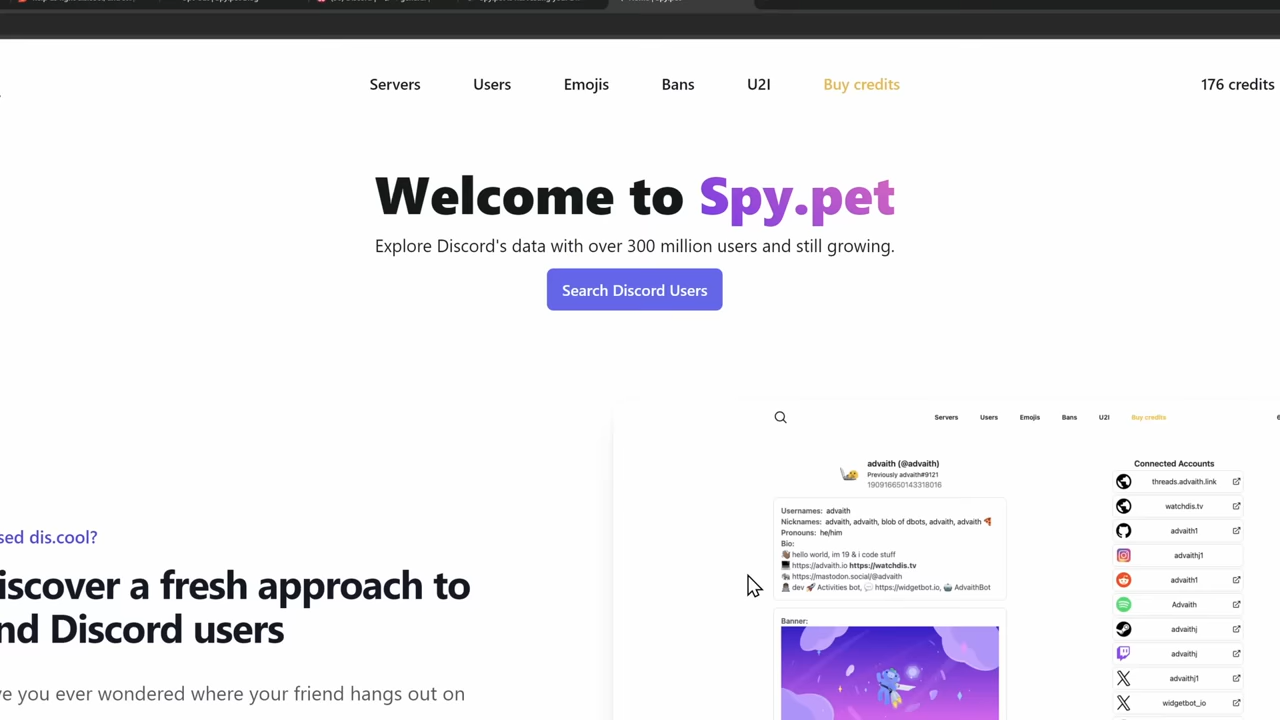 Servers Users Emojis Bans U2I Buy credits 176 credits
Welcome to Spy.pet
Explore Discord's data with over 300 million users and still growing.
Search Discord Users
sed dis.cool?
iscover a fresh approach to
nd Discord users
ve you ever wondered where your friend hangs out on
Servers Users Emojis Bans U2I Buy credits
advaith (@advaith)
Previously advaith#9121
190916650143318016
Usernames: advaith
Nicknames: advaith, advaith, blob of dbots, advaith, advaith
Pronouns: he/him
Bio:
hello world, im 19 & i code stuff
https://advaith.io https://watchdis.tv
https://mastodon.social/@advaith
dev Activities bot, https://widgetbot.io, AdvaithBot
Banner:
Connected Accounts
threads.advaith.link
watchdis.tv
advaith1
advaithj1
advaith1
Advaith
advaithj
advaithj
advaithj1
widgetbot_io